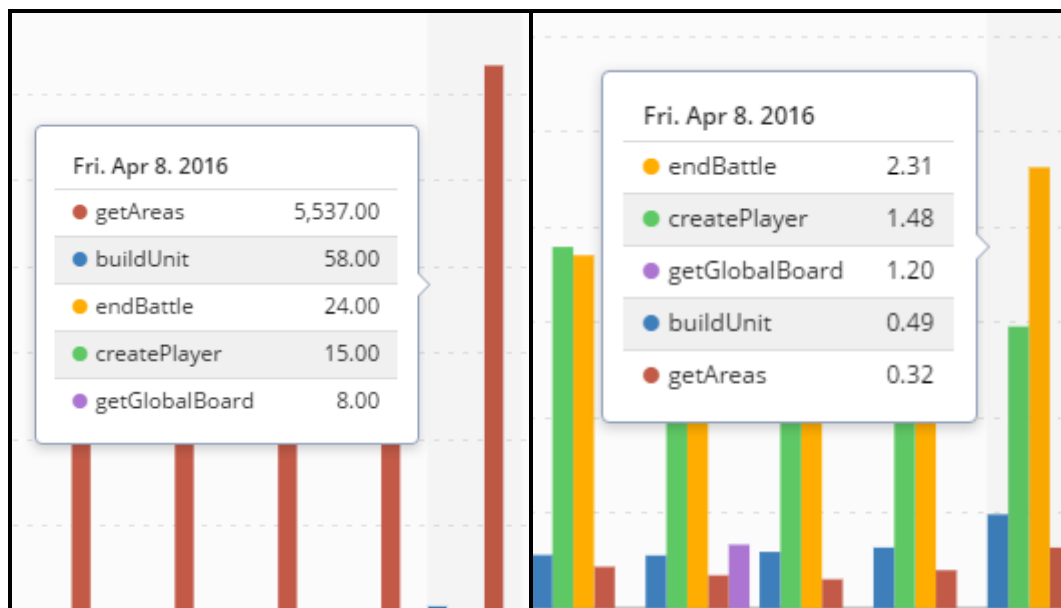 Fri. Apr 8. 2016
getAreas 5,537.00
buildUnit 58.00
endBattle 24.00
createPlayer 15.00
getGlobalBoard 8.00
Fri. Apr 8. 2016
endBattle 2.31
createPlayer 1.48
getGlobalBoard 1.20
buildUnit 0.49
getAreas 0.32